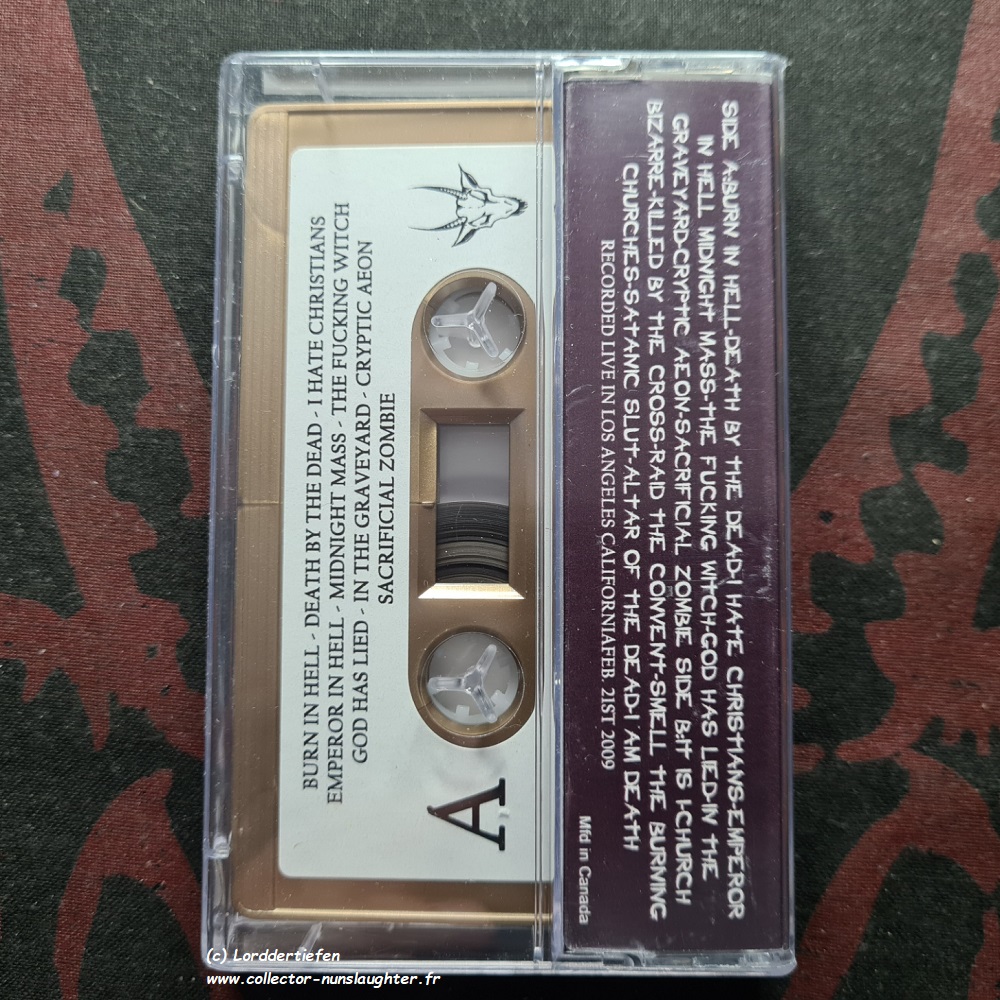 BURN IN HELL - DEATH BY THE DEAD - I HATE CHRISTIANS
EMPEROR IN HELL - MIDNIGHT MASS - THE FUCKING WITCH
GOD HAS LIED - IN THE GRAVEYARD - CRYPTIC AEON
SACRIFICIAL ZOMBIE
A
SIDE A:BURN IN HELL-DEATH BY THE DEAD-I HATE CHRISTIANS-EMPEROR
IN HELL MIDNIGHT MASS-THE FUCKING WITCH-GOD HAS LIED-IN THE
GRAVEYARD-CRYPTIC AEON-SACRIFICIAL ZOMBIE SIDE B:IT IS I-CHURCH
BIZARRE-KILLED BY THE CROSS-RAID THE CONVENT-SMELL THE BURNING
CHURCHES-SATANIC SLUT-ALTAR OF THE DEAD-I AM DEATH
RECORDED LIVE IN LOS ANGELES CALIFORNIAFEB 21ST 2009
Mfd in Canada
(c) Lorddertiefen
www.collector-nunslaughter.fr